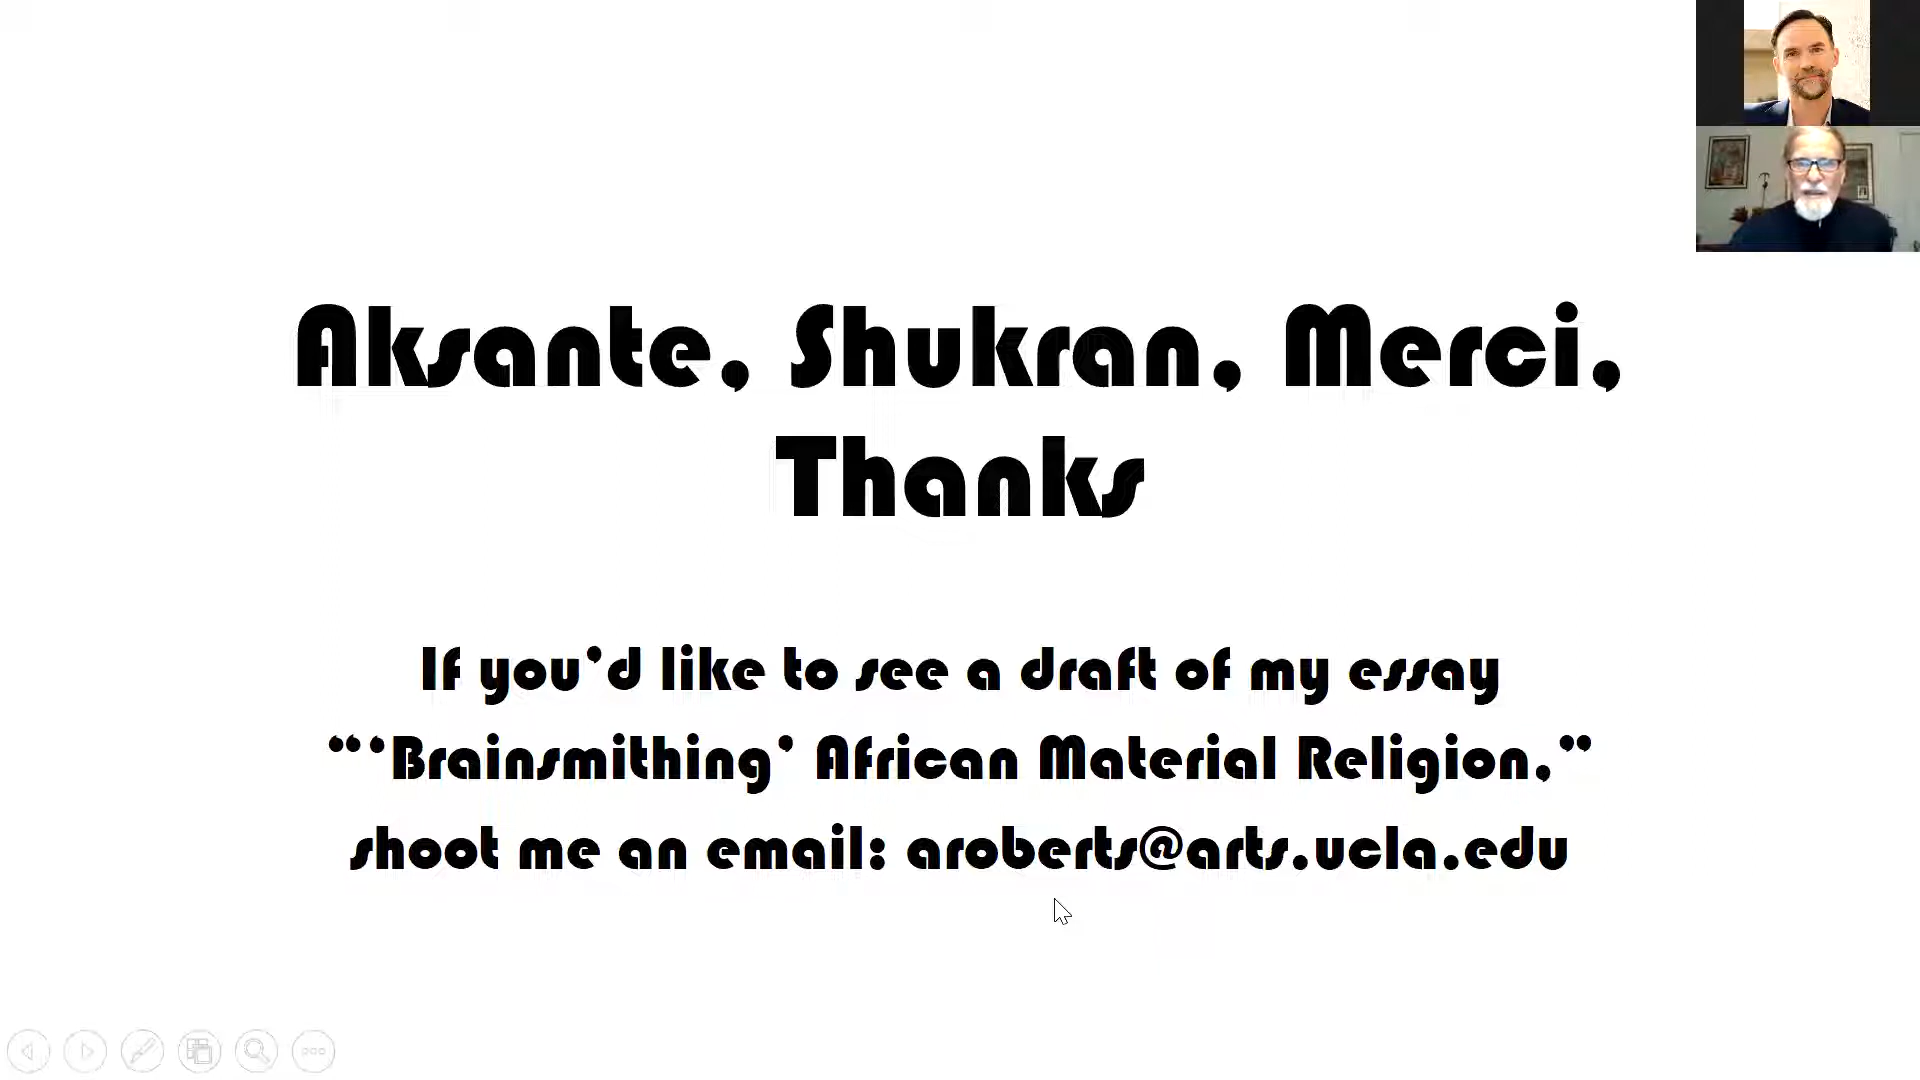 Aksante, Shukran, Merci,
Thanks
If you’d like to see a draft of my essay
“‘Brainsmithing’ African Material Religion,”
shoot me an email: aroberts@arts.ucla.edu